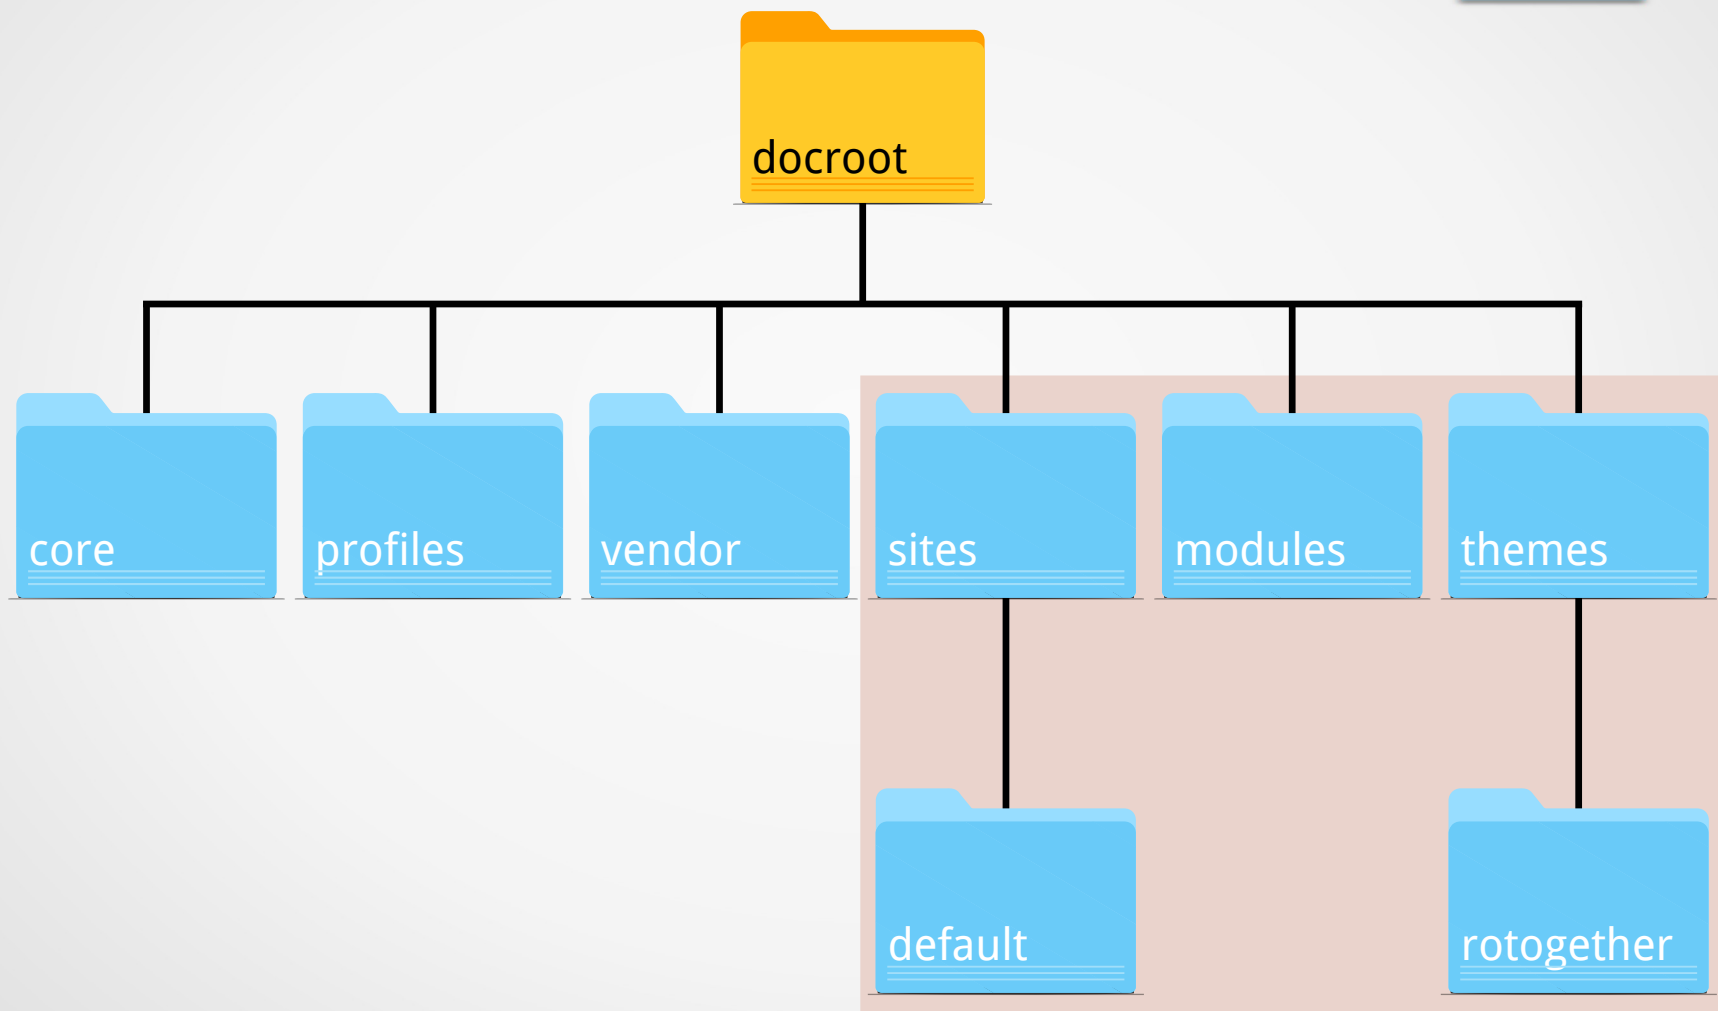 docroot
core
profiles
vendor
sites
modules
themes
default
rotogether